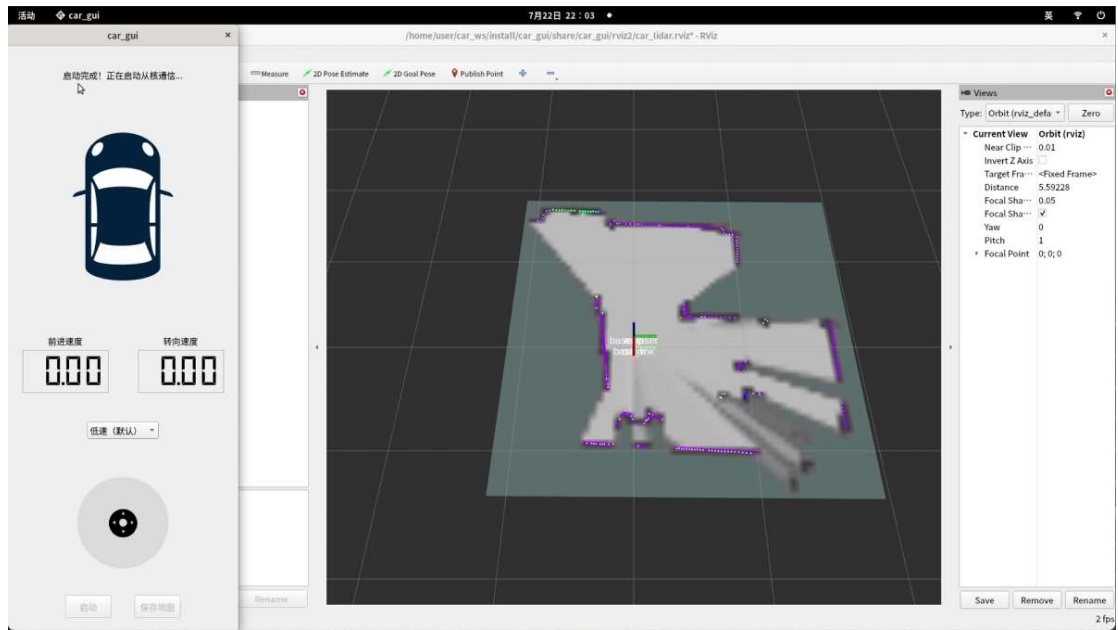 活动 car_gui 7月22日 22：03 英
car_gui ×
/home/user/car_ws/install/car_gui/share/car_gui/rviz2/car_lidar.rviz* - RViz ×
启动完成！正在启动从核通信...
Measure 2D Pose Estimate 2D Goal Pose Publish Point
Views
Type: Orbit (rviz_defa Zero
Current View Orbit (rviz)
Near Clip ··· 0.01
Invert Z Axis
Target Fra··· <Fixed Frame>
Distance 5.59228
Focal Sha··· 0.05
Focal Sha··· ✓
Yaw 0
Pitch 1
Focal Point 0; 0; 0
前进速度 转向速度
0.00 0.00
低速（默认）
启动 保存地图
Rename
Save Remove Rename
2 fps